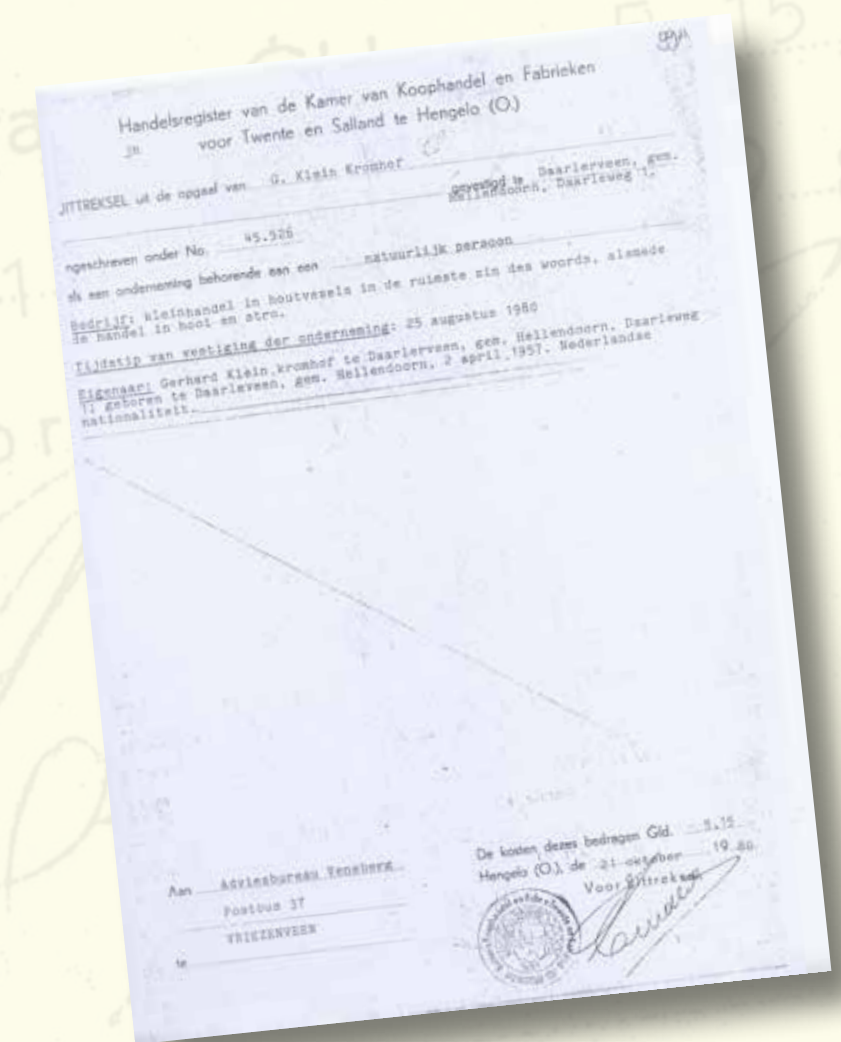 Handelsregister van de Kamer van Koophandel en Fabrieken
voor Twente en Salland te Hengelo (O.)
JITTREKSEL uit de opgaaf van G. Klein Kromhof
gevestigd te Daarlerveen, gem.
Hellendoorn, Daarleweg 1.
ngeschreven onder No. 45.526
als een onderneming behorende aan een natuurlijk persoon
Bedrijf: kleinhandel in houtvezels in de ruimste zin des woords, alsmede
de handel in hooi en stro.
Tijdstip van vestiging der onderneming: 25 augustus 1980
Eigenaar: Gerhard Klein kromhof te Daarlerveen, gem. Hellendoorn, Daarleweg
1; geboren te Daarleveen, gem. Hellendoorn, 2 april 1957. Nederlandse
nationaliteit.
De kosten dezes bedragen Gld. 5,15
Hengelo (O.), de 21 oktober 19 80
Voor Uittreksel
Aan Adviesbureau
Postbus 37
VRIEZENVEEN
te